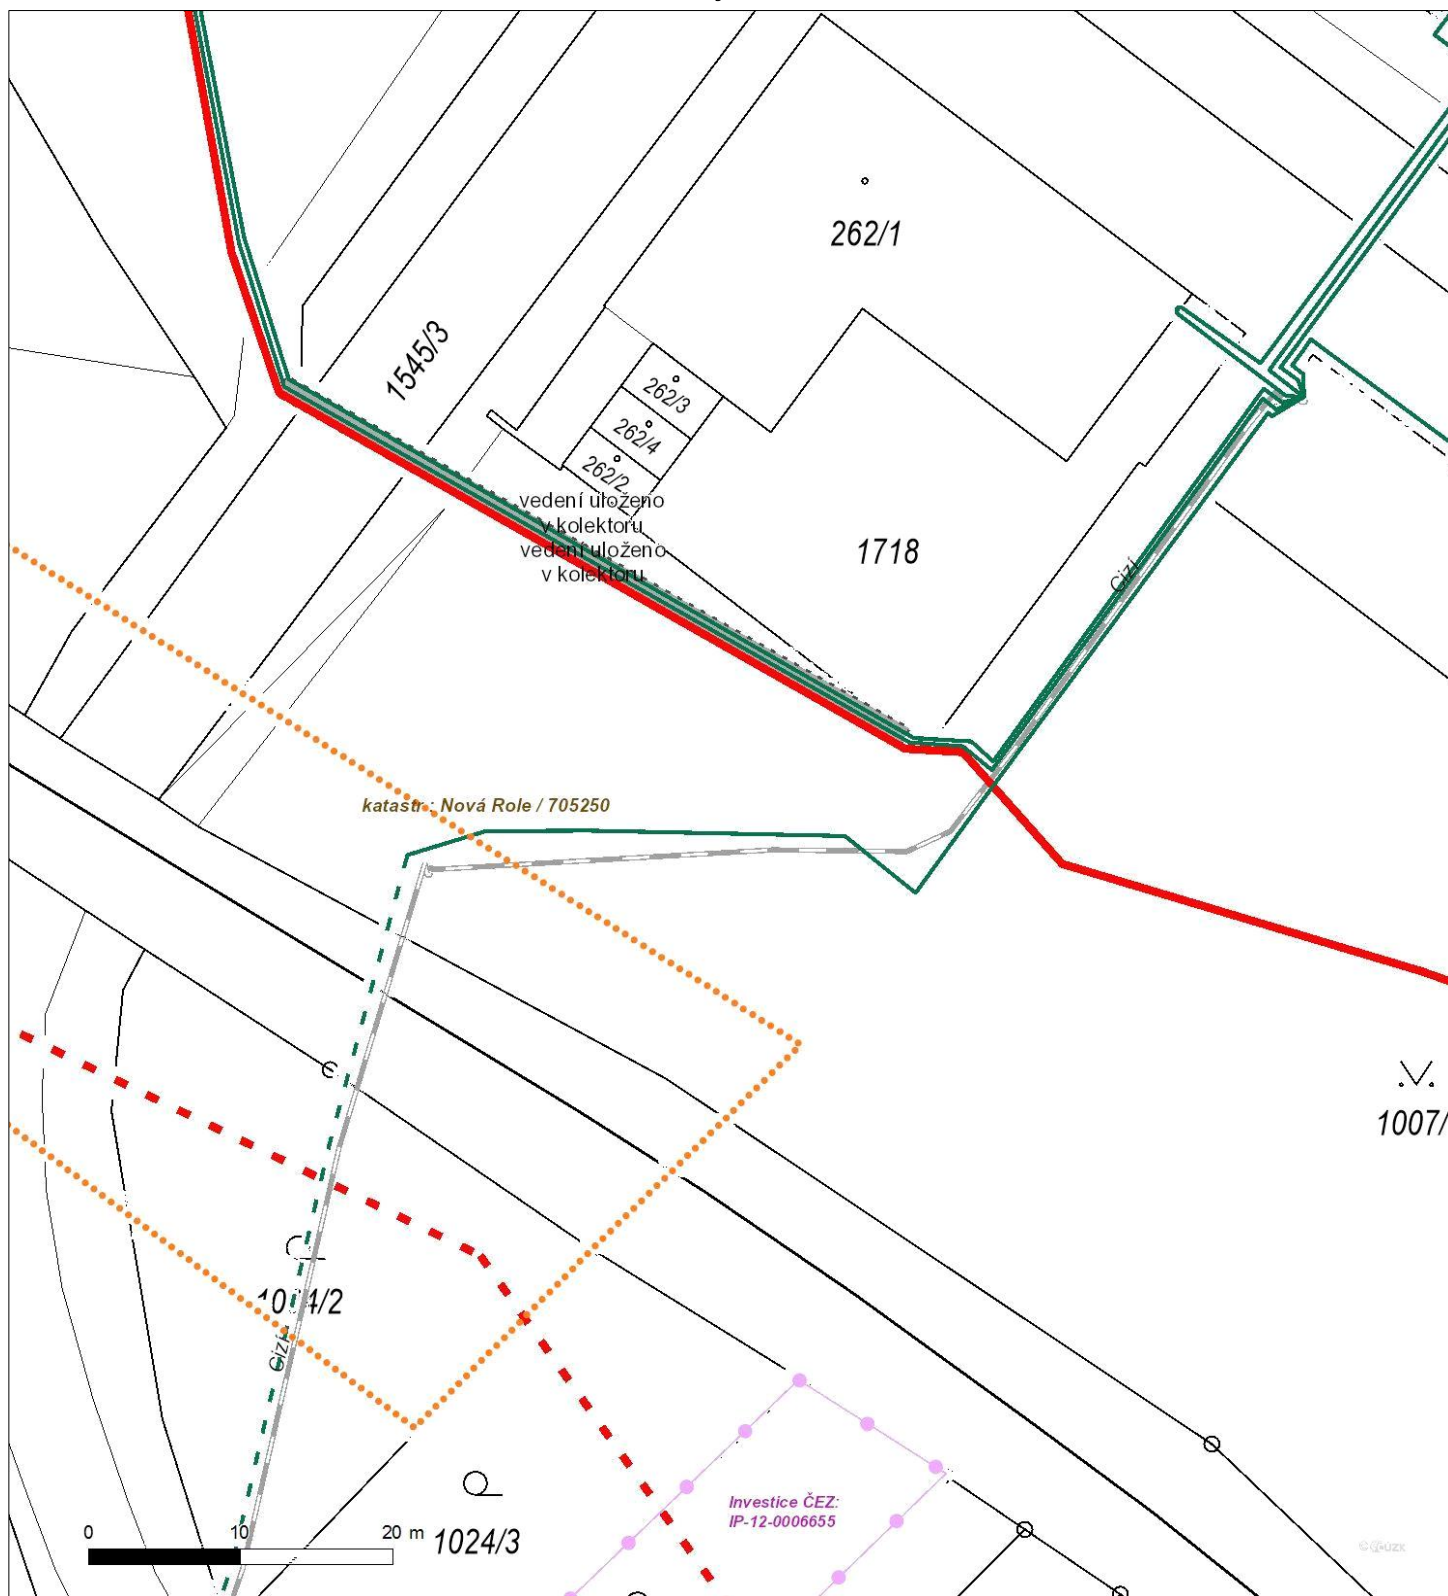 262/1
1545/3
262/3
262/4
262/2
vedení uloženo
v kolektoru
vedení uloženo
v kolektoru
1718
Cizí
katastr : Nová Role / 705250
1007/
Cizí
1024/3
Investice ČEZ:
IP-12-0006655
0 10 20 m